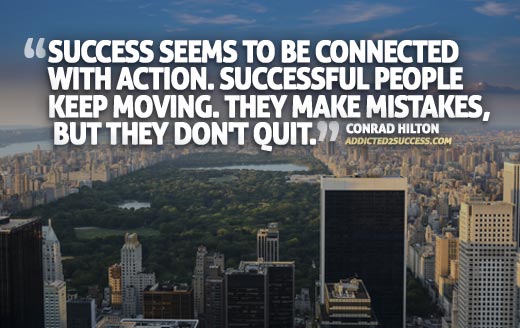 “SUCCESS SEEMS TO BE CONNECTED
WITH ACTION. SUCCESSFUL PEOPLE
KEEP MOVING. THEY MAKE MISTAKES,
BUT THEY DON'T QUIT.” CONRAD HILTON
ADDICTED2SUCCESS.COM